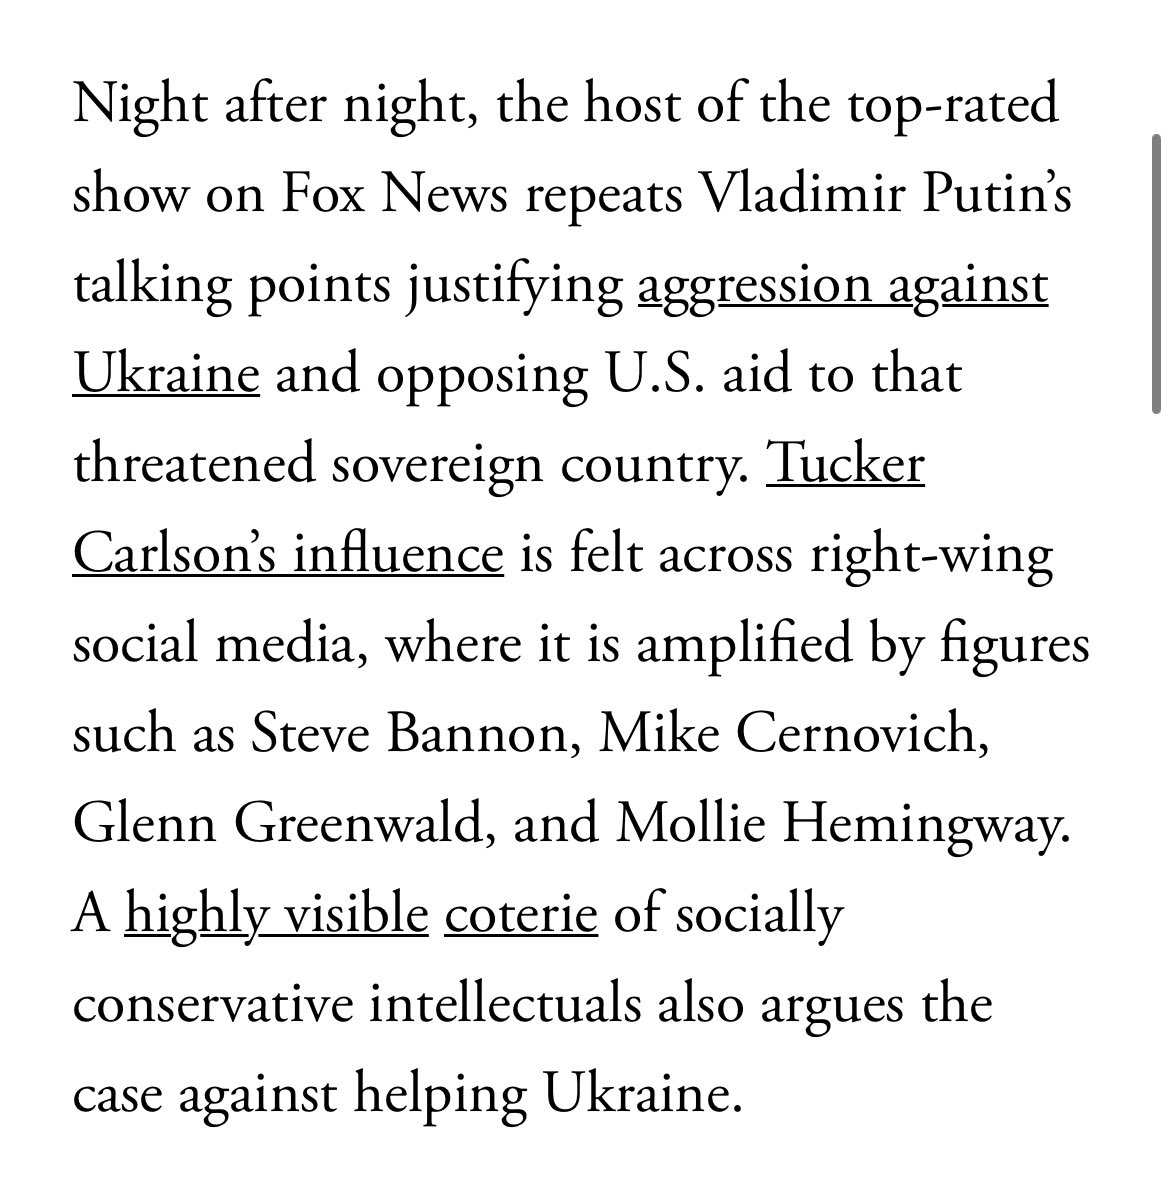 Night after night, the host of the top-rated
show on Fox News repeats Vladimir Putin’s
talking points justifying aggression against
Ukraine and opposing U.S. aid to that
threatened sovereign country. Tucker
Carlson’s influence is felt across right-wing
social media, where it is amplified by figures
such as Steve Bannon, Mike Cernovich,
Glenn Greenwald, and Mollie Hemingway.
A highly visible coterie of socially
conservative intellectuals also argues the
case against helping Ukraine.